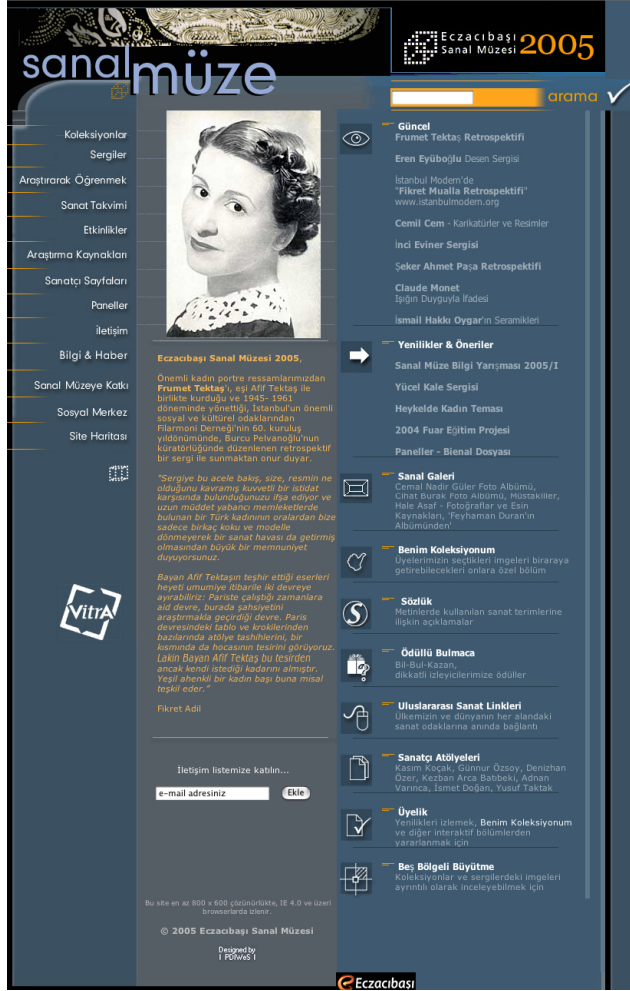 sanalmüze
Eczacıbaşı
Sanal Müzesi 2005
arama
Koleksiyonlar
Sergiler
Araştırarak Öğrenmek
Sanat Takvimi
Etkinlikler
Araştırma Kaynakları
Sanatçı Sayfaları
Paneller
İletişim
Bilgi & Haber
Sanal Müzeye Katkı
Sosyal Merkez
Site Haritası
VitrA
Eczacıbaşı Sanal Müzesi 2005,
Önemli kadın portre ressamlarımızdan
Frumet Tektaş'ı, eşi Afif Tektaş ile
birlikte kurduğu ve 1945- 1961
döneminde yönettiği, İstanbul'un önemli
sosyal ve kültürel odaklarından
Filarmoni Derneği'nin 60. kuruluş
yıldönümünde, Burcu Pelvanoğlu'nun
küratörlüğünde düzenlenen retrospektif
bir sergi ile sunmaktan onur duyar.
"Sergiye bu acele bakış, size, resmin ne
olduğunu kavramış kuvvetli bir istidat
karşısında bulunduğunuzu ifşa ediyor ve
uzun müddet yabancı memleketlerde
bulunan bir Türk kadınının oralardan bize
sadece birkaç koku ve modelle
dönmeyerek bir sanat havası da getirmiş
olmasından büyük bir memnuniyet
duyuyorsunuz.
Bayan Afif Tektaşın teşhir ettiği eserleri
heyeti umumiye itibarile iki devreye
ayırabiliriz: Pariste çalıştığı zamanlara
aid devre, burada şahsiyetini
araştırmakla geçirdiği devre. Paris
devresindeki tablo ve krokilerinden
bazılarında atölye tashihlerini, bir
kısmında da hocasının tesirini görüyoruz.
Lakin Bayan Afif Tektaş bu tesirden
ancak kendi istediği kadarını almıştır.
Yeşil ahenkli bir kadın başı buna misal
teşkil eder."
Fikret Adil
İletişim listemize katılın...
e-mail adresiniz Ekle
Bu site en az 800 x 600 çözünürlükte, IE 4.0 ve üzeri
browserlarda izlenir.
© 2005 Eczacıbaşı Sanal Müzesi
Designed by
I PDIWeS I
Güncel
Frumet Tektaş Retrospektifi
Eren Eyüboğlu Desen Sergisi
İstanbul Modern'de
"Fikret Mualla Retrospektifi"
www.istanbulmodern.org
Cemil Cem - Karikatürler ve Resimler
İnci Eviner Sergisi
Şeker Ahmet Paşa Retrospektifi
Claude Monet
Işığın Duyguyla İfadesi
İsmail Hakkı Oygar'ın Seramikleri
Yenilikler & Öneriler
Sanal Müze Bilgi Yarışması 2005/I
Yücel Kale Sergisi
Heykelde Kadın Teması
2004 Fuar Eğitim Projesi
Paneller - Bienal Dosyası
Sanal Galeri
Cemal Nadir Güler Foto Albümü,
Cihat Burak Foto Albümü, Müstakiller,
Hale Asaf - Fotoğraflar ve Esin
Kaynakları, 'Feyhaman Duran'ın
Albümünden'
Benim Koleksiyonum
Üyelerimizin seçtikleri imgeleri biraraya
getirebilecekleri onlara özel bölüm
Sözlük
Metinlerde kullanılan sanat terimlerine
ilişkin açıklamalar
Ödüllü Bulmaca
Bil-Bul-Kazan,
dikkatli izleyicilerimize ödüller
Uluslararası Sanat Linkleri
Ülkemizin ve dünyanın her alandaki
sanat odaklarına anında bağlantı
Sanatçı Atölyeleri
Kasım Koçak, Günnur Özsoy, Denizhan
Özer, Kezban Arca Batıbeki, Adnan
Varınca, İsmet Doğan, Yusuf Taktak
Üyelik
Yenilikleri izlemek, Benim Koleksiyonum
ve diğer interaktif bölümlerden
yararlanmak için
Beş Bölgeli Büyütme
Koleksiyonlar ve sergilerdeki imgeleri
ayrıntılı olarak inceleyebilmek için
Eczacıbaşı